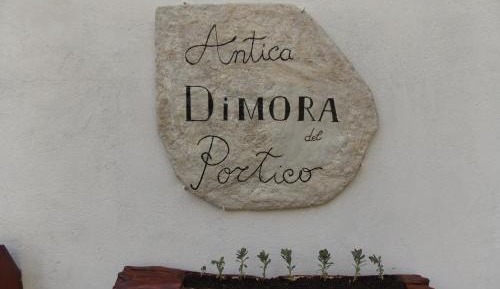 Antica
DiMORA
del
Portico